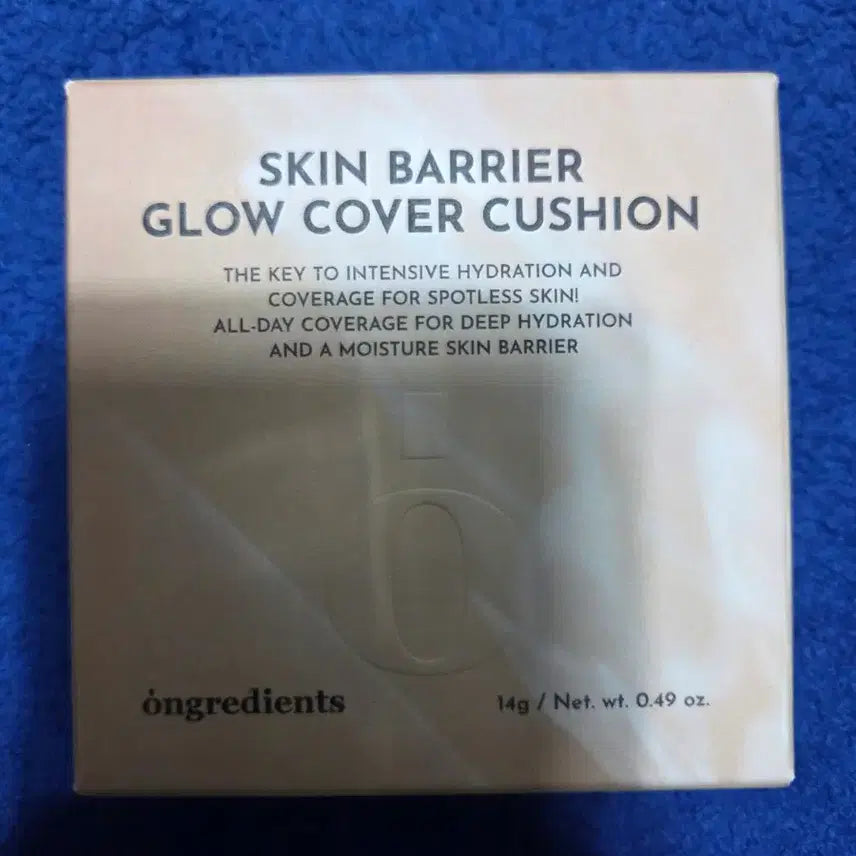 SKIN BARRIER
GLOW COVER CUSHION
THE KEY TO INTENSIVE HYDRATION AND
COVERAGE FOR SPOTLESS SKIN!
ALL-DAY COVERAGE FOR DEEP HYDRATION
AND A MOISTURE SKIN BARRIER
ȯ
ȯngredients
14g / Net. wt. 0.49 oz.